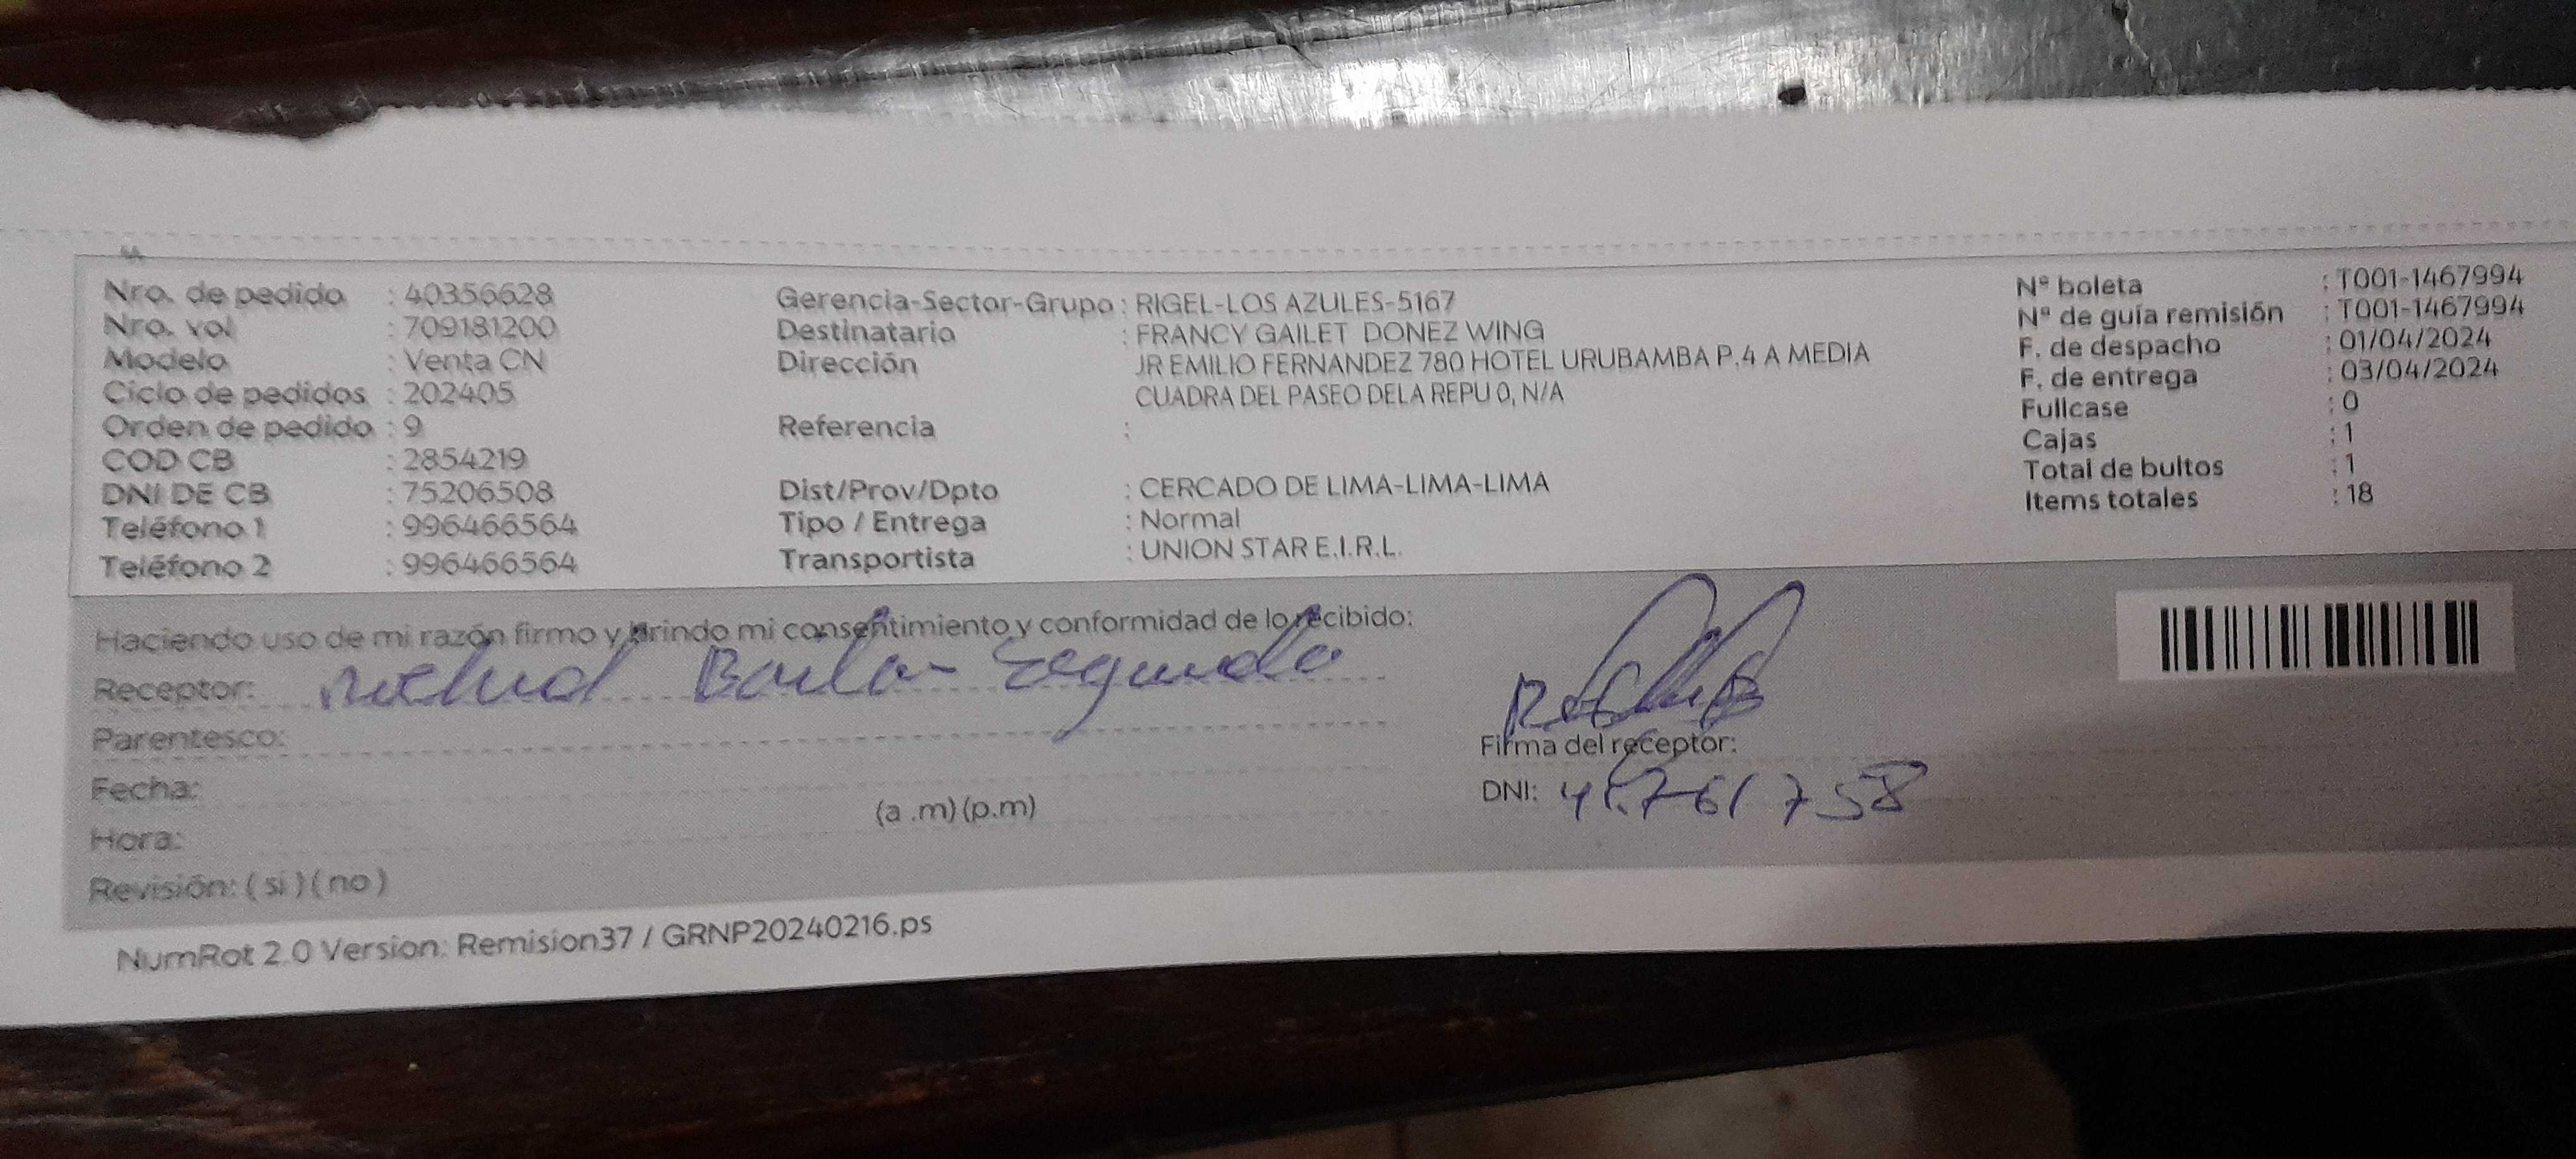 Nro. de pedido : 40356628
Nro. vol : 709181200
Modelo : Venta CN
Ciclo de pedidos : 202405
Orden de pedido : 9
COD CB : 2854219
DNI DE CB : 75206508
Teléfono 1 : 996466564
Teléfono 2 : 996466564
Gerencia-Sector-Grupo : RIGEL-LOS AZULES-5167
Destinatario : FRANCY GAILET DONEZ WING
Dirección JR EMILIO FERNANDEZ 780 HOTEL URUBAMBA P.4 A MEDIA
CUADRA DEL PASEO DELA REPU 0, N/A
Referencia :
Dist/Prov/Dpto : CERCADO DE LIMA-LIMA-LIMA
Tipo / Entrega : Normal
Transportista : UNION STAR E.I.R.L.
Nº boleta : T001-1467994
Nª de guía remisión : T001-1467994
F. de despacho : 01/04/2024
F. de entrega : 03/04/2024
Fullcase : 0
Cajas : 1
Total de bultos : 1
Items totales : 18
Haciendo uso de mi razón firmo y brindo mi consentimiento y conformidad de lo recibido:
Receptor: Segundo
Parentesco:
Fecha:
Hora: (a .m) (p.m)
Revisión: ( si ) ( no )
Firma del receptor:
DNI: 41761758
NumRot 2.0 Version: Remision37 / GRNP20240216.ps